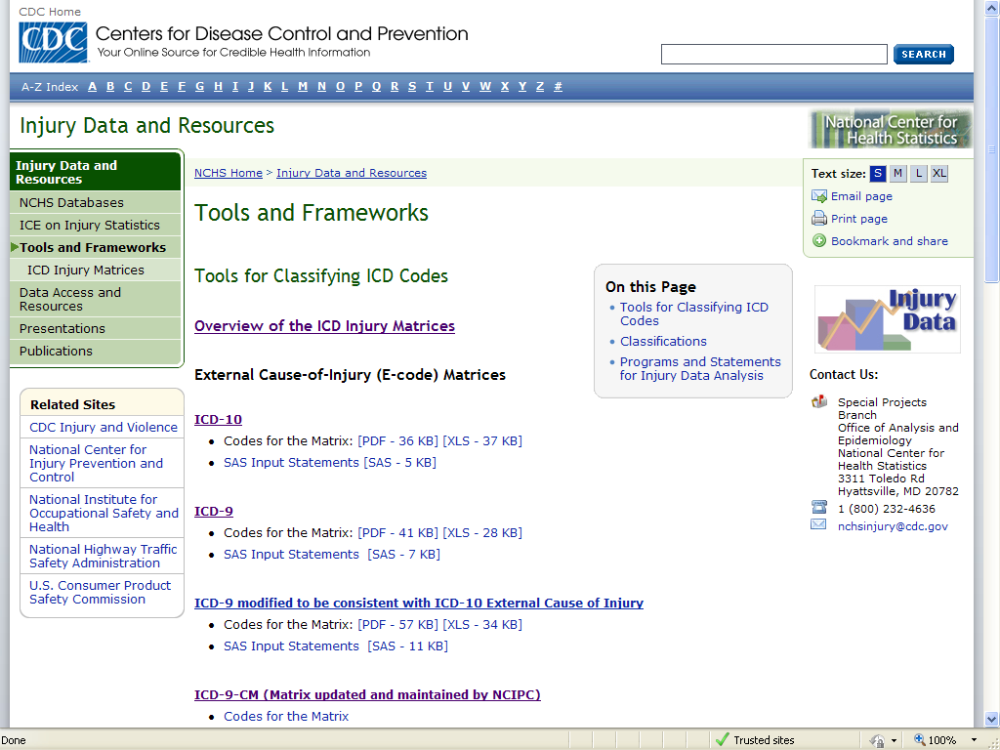 CDC Home
CDC
Centers for Disease Control and Prevention
Your Online Source for Credible Health Information
SEARCH
A-Z Index A B C D E F G H I J K L M N O P Q R S T U V W X Y Z #
Injury Data and Resources
National Center for
Health Statistics
Injury Data and
Resources
NCHS Databases
ICE on Injury Statistics
Tools and Frameworks
ICD Injury Matrices
Data Access and
Resources
Presentations
Publications
Related Sites
CDC Injury and Violence
National Center for
Injury Prevention and
Control
National Institute for
Occupational Safety and
Health
National Highway Traffic
Safety Administration
U.S. Consumer Product
Safety Commission
NCHS Home > Injury Data and Resources
Tools and Frameworks
Tools for Classifying ICD Codes
Overview of the ICD Injury Matrices
External Cause-of-Injury (E-code) Matrices
ICD-10
• Codes for the Matrix: [PDF - 36 KB] [XLS - 37 KB]
• SAS Input Statements [SAS - 5 KB]
ICD-9
• Codes for the Matrix: [PDF - 41 KB] [XLS - 28 KB]
• SAS Input Statements [SAS - 7 KB]
ICD-9 modified to be consistent with ICD-10 External Cause of Injury
• Codes for the Matrix: [PDF - 57 KB] [XLS - 34 KB]
• SAS Input Statements [SAS - 11 KB]
ICD-9-CM (Matrix updated and maintained by NCIPC)
• Codes for the Matrix
On this Page
• Tools for Classifying ICD
Codes
• Classifications
• Programs and Statements
for Injury Data Analysis
Text size: S M L XL
Email page
Print page
Bookmark and share
Injury
Data
Contact Us:
Special Projects
Branch
Office of Analysis and
Epidemiology
National Center for
Health Statistics
3311 Toledo Rd
Hyattsville, MD 20782
1 (800) 232-4636
nchsinjury@cdc.gov
Done
Trusted sites
100%